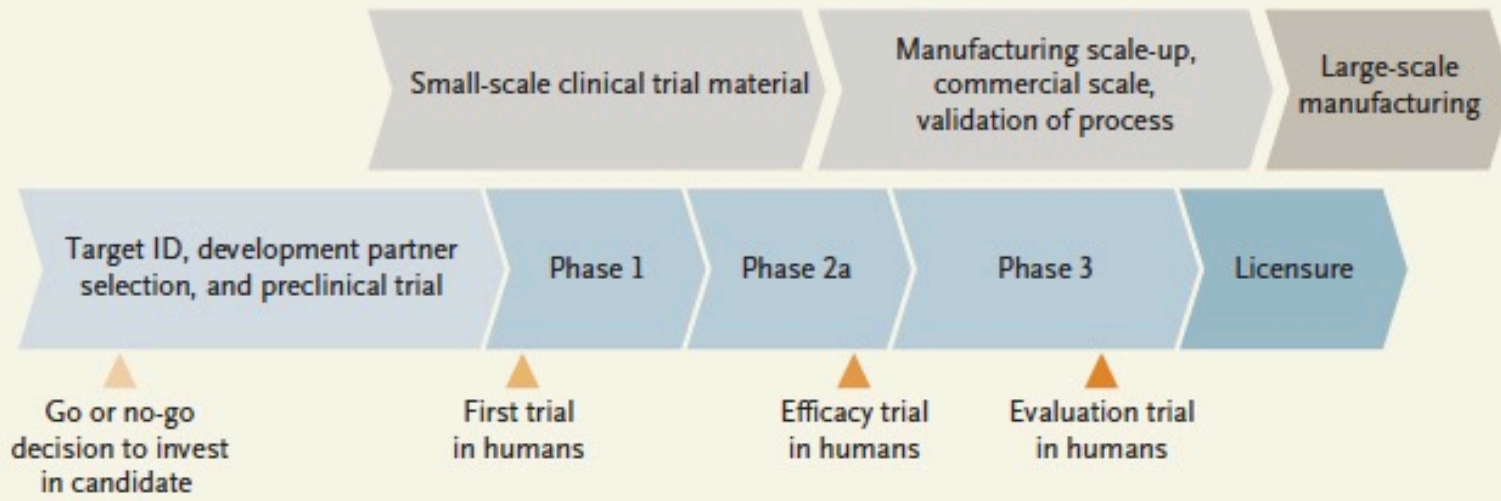 Small-scale clinical trial material
Manufacturing scale-up,
commercial scale,
validation of process
Large-scale
manufacturing
Target ID, development partner
selection, and preclinical trial
Phase 1
Phase 2a
Phase 3
Licensure
Go or no-go
decision to invest
in candidate
First trial
in humans
Efficacy trial
in humans
Evaluation trial
in humans